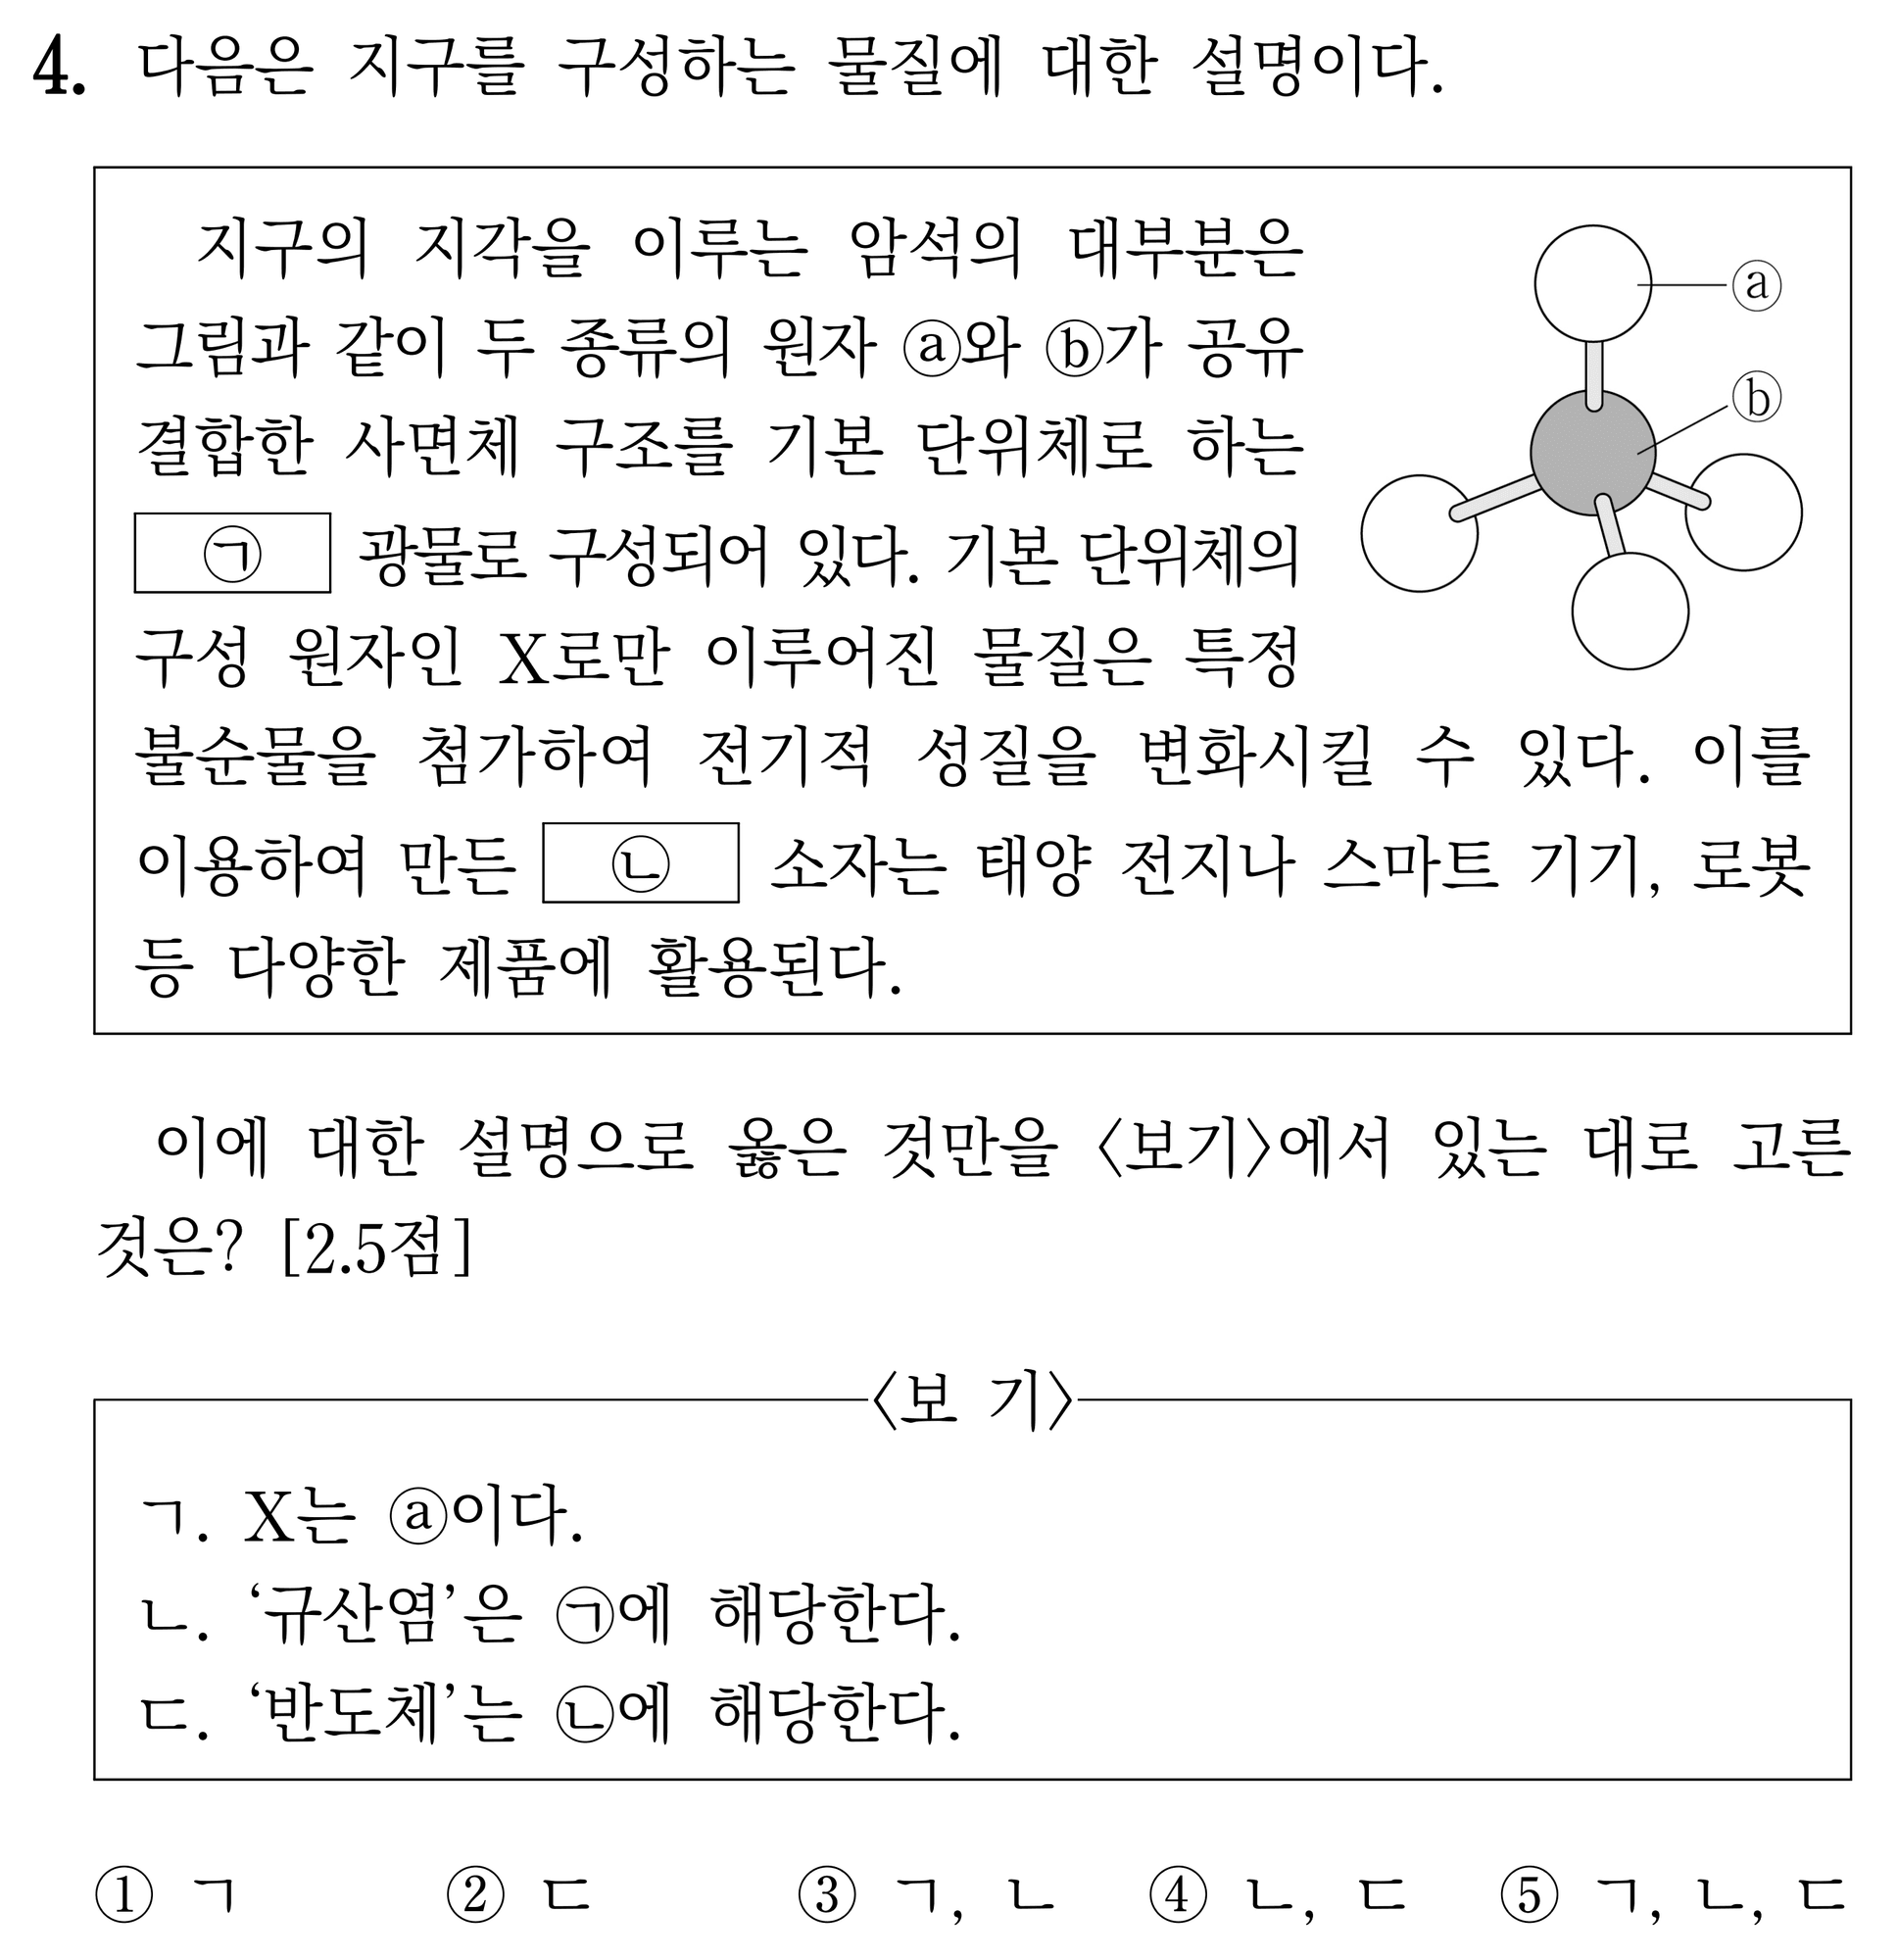 4. 다음은 지구를 구성하는 물질에 대한 설명이다.
지구의 지각을 이루는 암석의 대부분은
그림과 같이 두 종류의 원자 ⓐ와 ⓑ가 공유
결합한 사면체 구조를 기본 단위체로 하는
㉠ 광물로 구성되어 있다. 기본 단위체의
구성 원자인 X로만 이루어진 물질은 특정
불순물을 첨가하여 전기적 성질을 변화시킬 수 있다. 이를
이용하여 만든 ㉡ 소자는 태양 전지나 스마트 기기, 로봇
등 다양한 제품에 활용된다.
ⓐ
ⓑ
이에 대한 설명으로 옳은 것만을 〈보기〉에서 있는 대로 고른
것은? [2.5점]
〈보 기〉
ㄱ. X는 ⓐ이다.
ㄴ. ‘규산염’은 ㉠에 해당한다.
ㄷ. ‘반도체’는 ㉡에 해당한다.
① ㄱ ② ㄷ ③ ㄱ, ㄴ ④ ㄴ, ㄷ ⑤ ㄱ, ㄴ, ㄷ